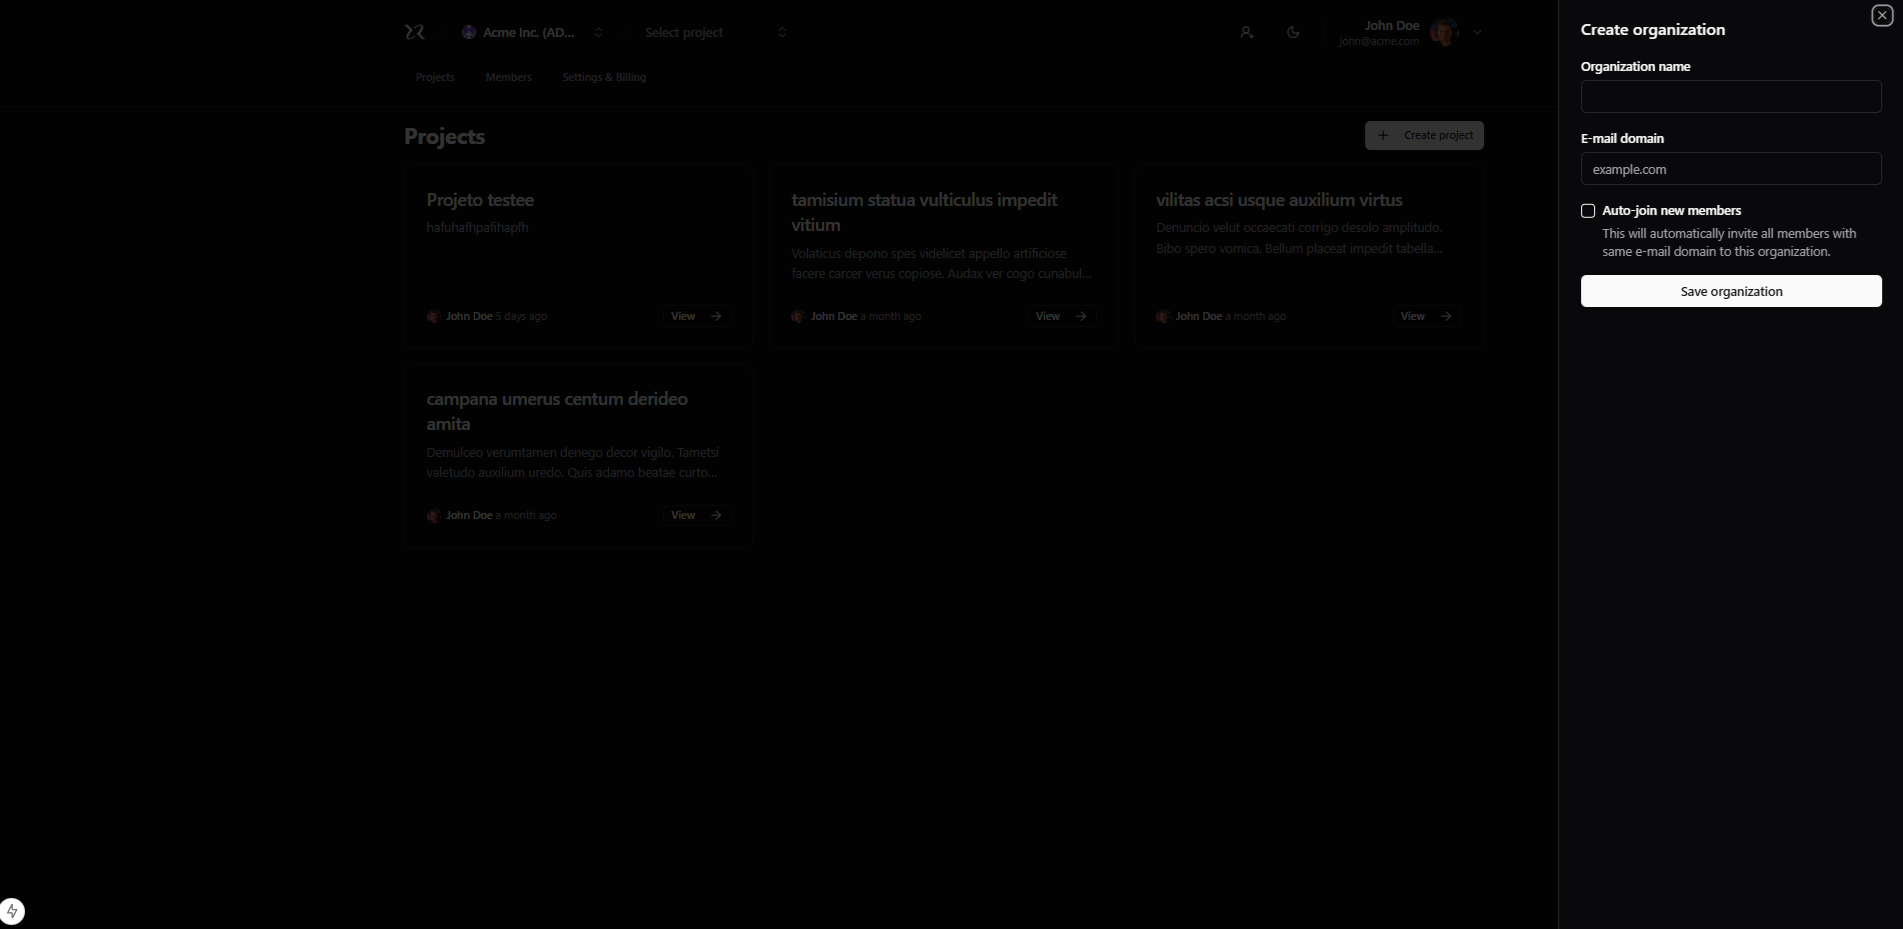 Acme Inc. (AD...
Select project
John Doe
john@acme.com
Projects
Members
Settings & Billing
Projects
Create project
Projeto testee
hafuhafhpafihapfh
John Doe 5 days ago
View
tamisium statua vulticulus impedit
vitium
Volaticus depono spes videlicet appello artificiose
facere carcer verus copiose. Audax ver cogo cunabul...
John Doe a month ago
View
vilitas acsi usque auxilium virtus
Denuncio velut occaecati corrigo desolo amplitudo.
Bibo spero vomica. Bellum placeat impedit tabella...
John Doe a month ago
View
campana umerus centum derideo
amita
Demulceo verumtamen denego decor vigilo. Tametsi
valetudo auxilium uredo. Quis adamo beatae curto...
John Doe a month ago
View
Create organization
Organization name
E-mail domain
example.com
Auto-join new members
This will automatically invite all members with
same e-mail domain to this organization.
Save organization